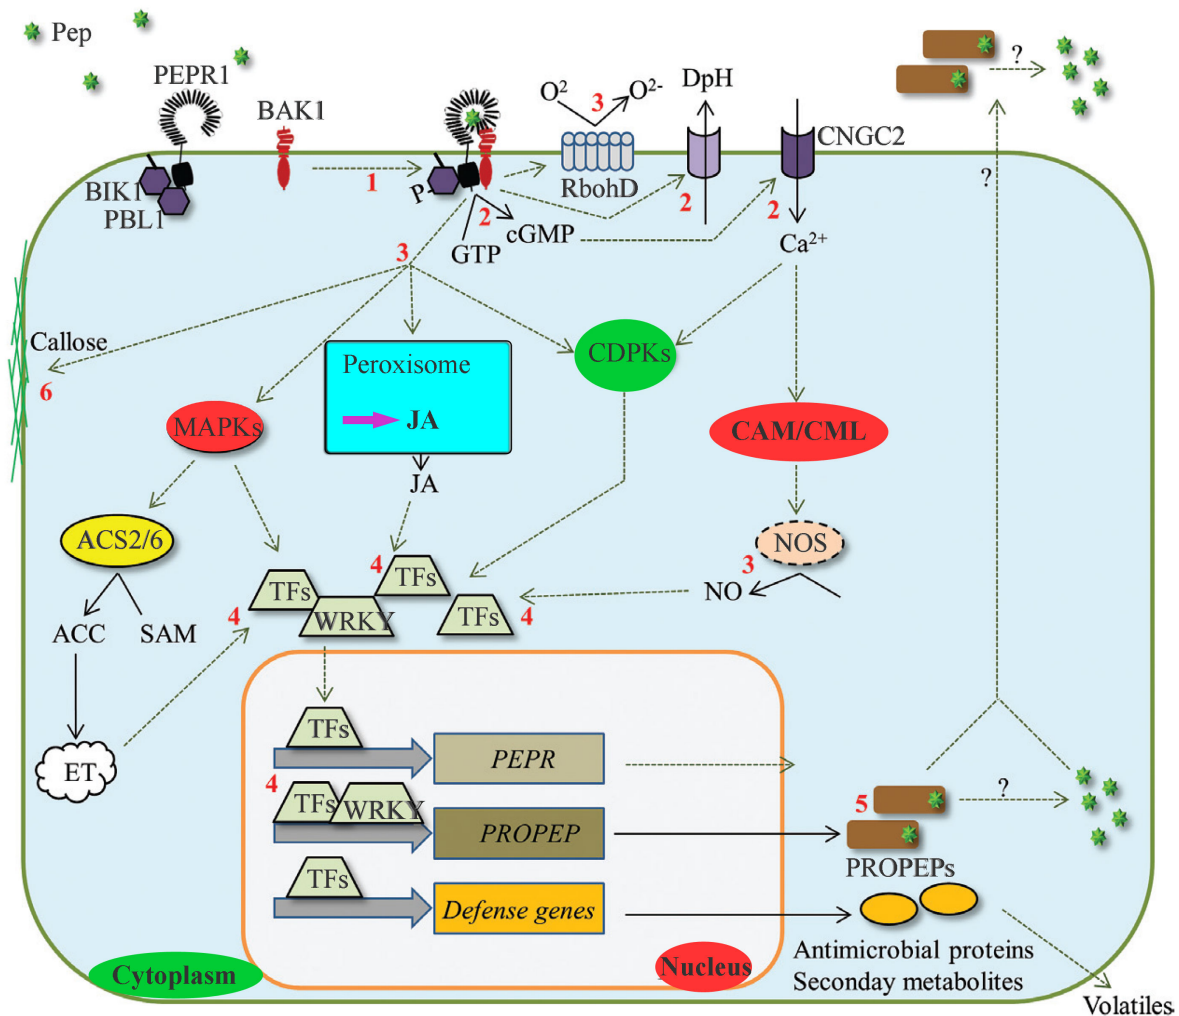 Pep
PEPR1
BAK1
BIK1
PBL1
1
P
2
3
GTP
cGMP
O2
3
O2-
RbohD
DpH
2
CNGC2
2
Ca2+
?
?
Callose
6
MAPKs
Peroxisome
JA
JA
CDPKs
CAM/CML
ACS2/6
NOS
3
NO
ACC
SAM
ET
4
TFs
WRKY
4
TFs
TFs
4
TFs
PEPR
4
TFs
WRKY
PROPEP
TFs
Defense genes
5
?
PROPEPs
Antimicrobial proteins
Seconday metabolites
Volatiles
Cytoplasm
Nucleus